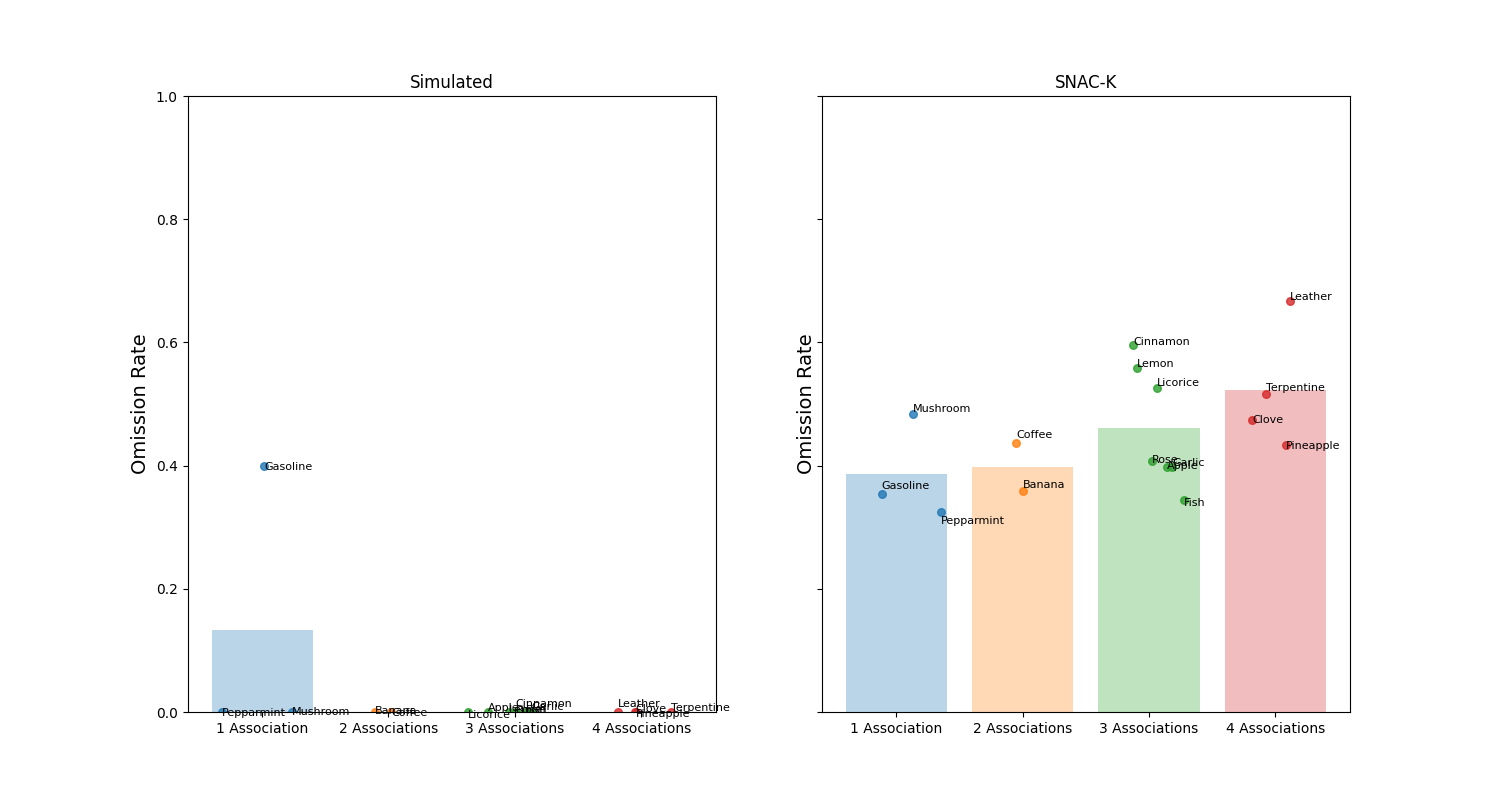 Simulated
Omission Rate
1.0
0.8
0.6
0.4
0.2
0.0
Gasoline
Pepparmint
Mushroom
Banana
Coffee
Licorice
Apple
Cinnamon
Garlic
Leather
Clove
Pineapple
Terpentine
1 Association
2 Associations
3 Associations
4 Associations
SNAC-K
Omission Rate
Mushroom
Gasoline
Pepparmint
Coffee
Banana
Cinnamon
Lemon
Licorice
Rose
Garlic
Apple
Fish
Leather
Terpentine
Clove
Pineapple
1 Association
2 Associations
3 Associations
4 Associations